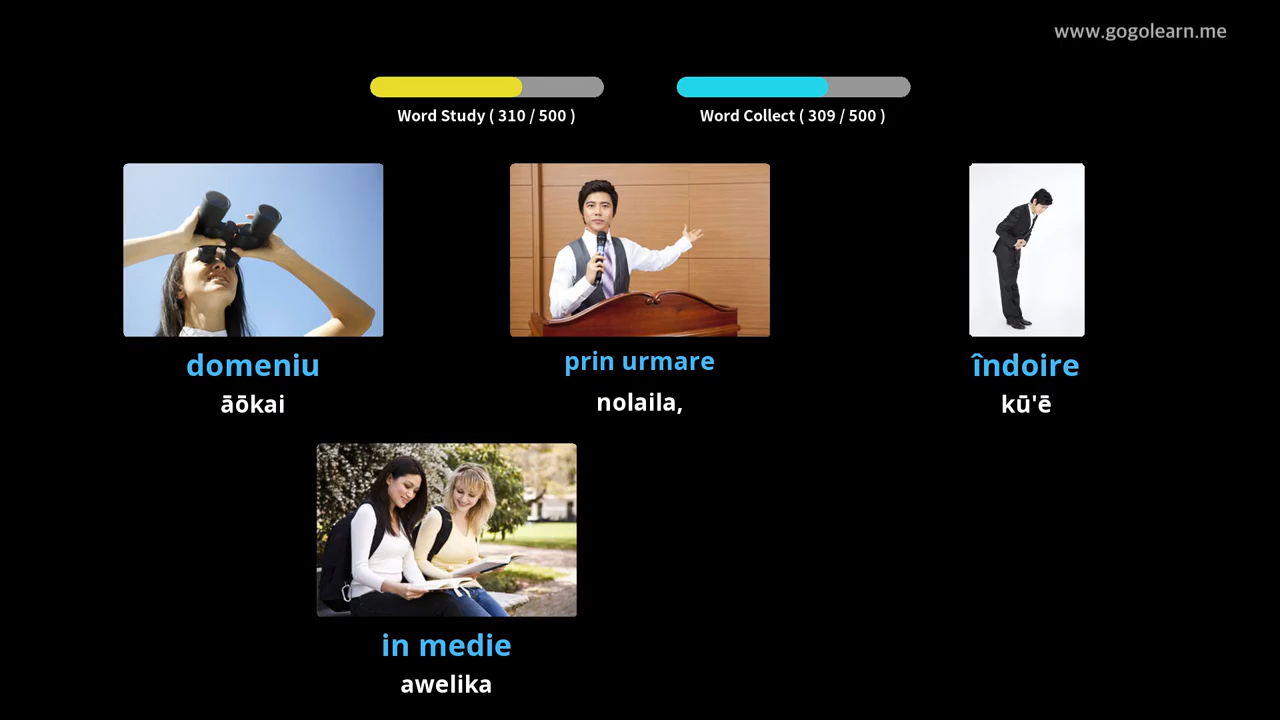 www.gogolearn.me
Word Study ( 310 / 500 )
Word Collect ( 309 / 500 )
domeniu
āōkai
prin urmare
nolaila,
îndoire
kū'ē
in medie
awelika